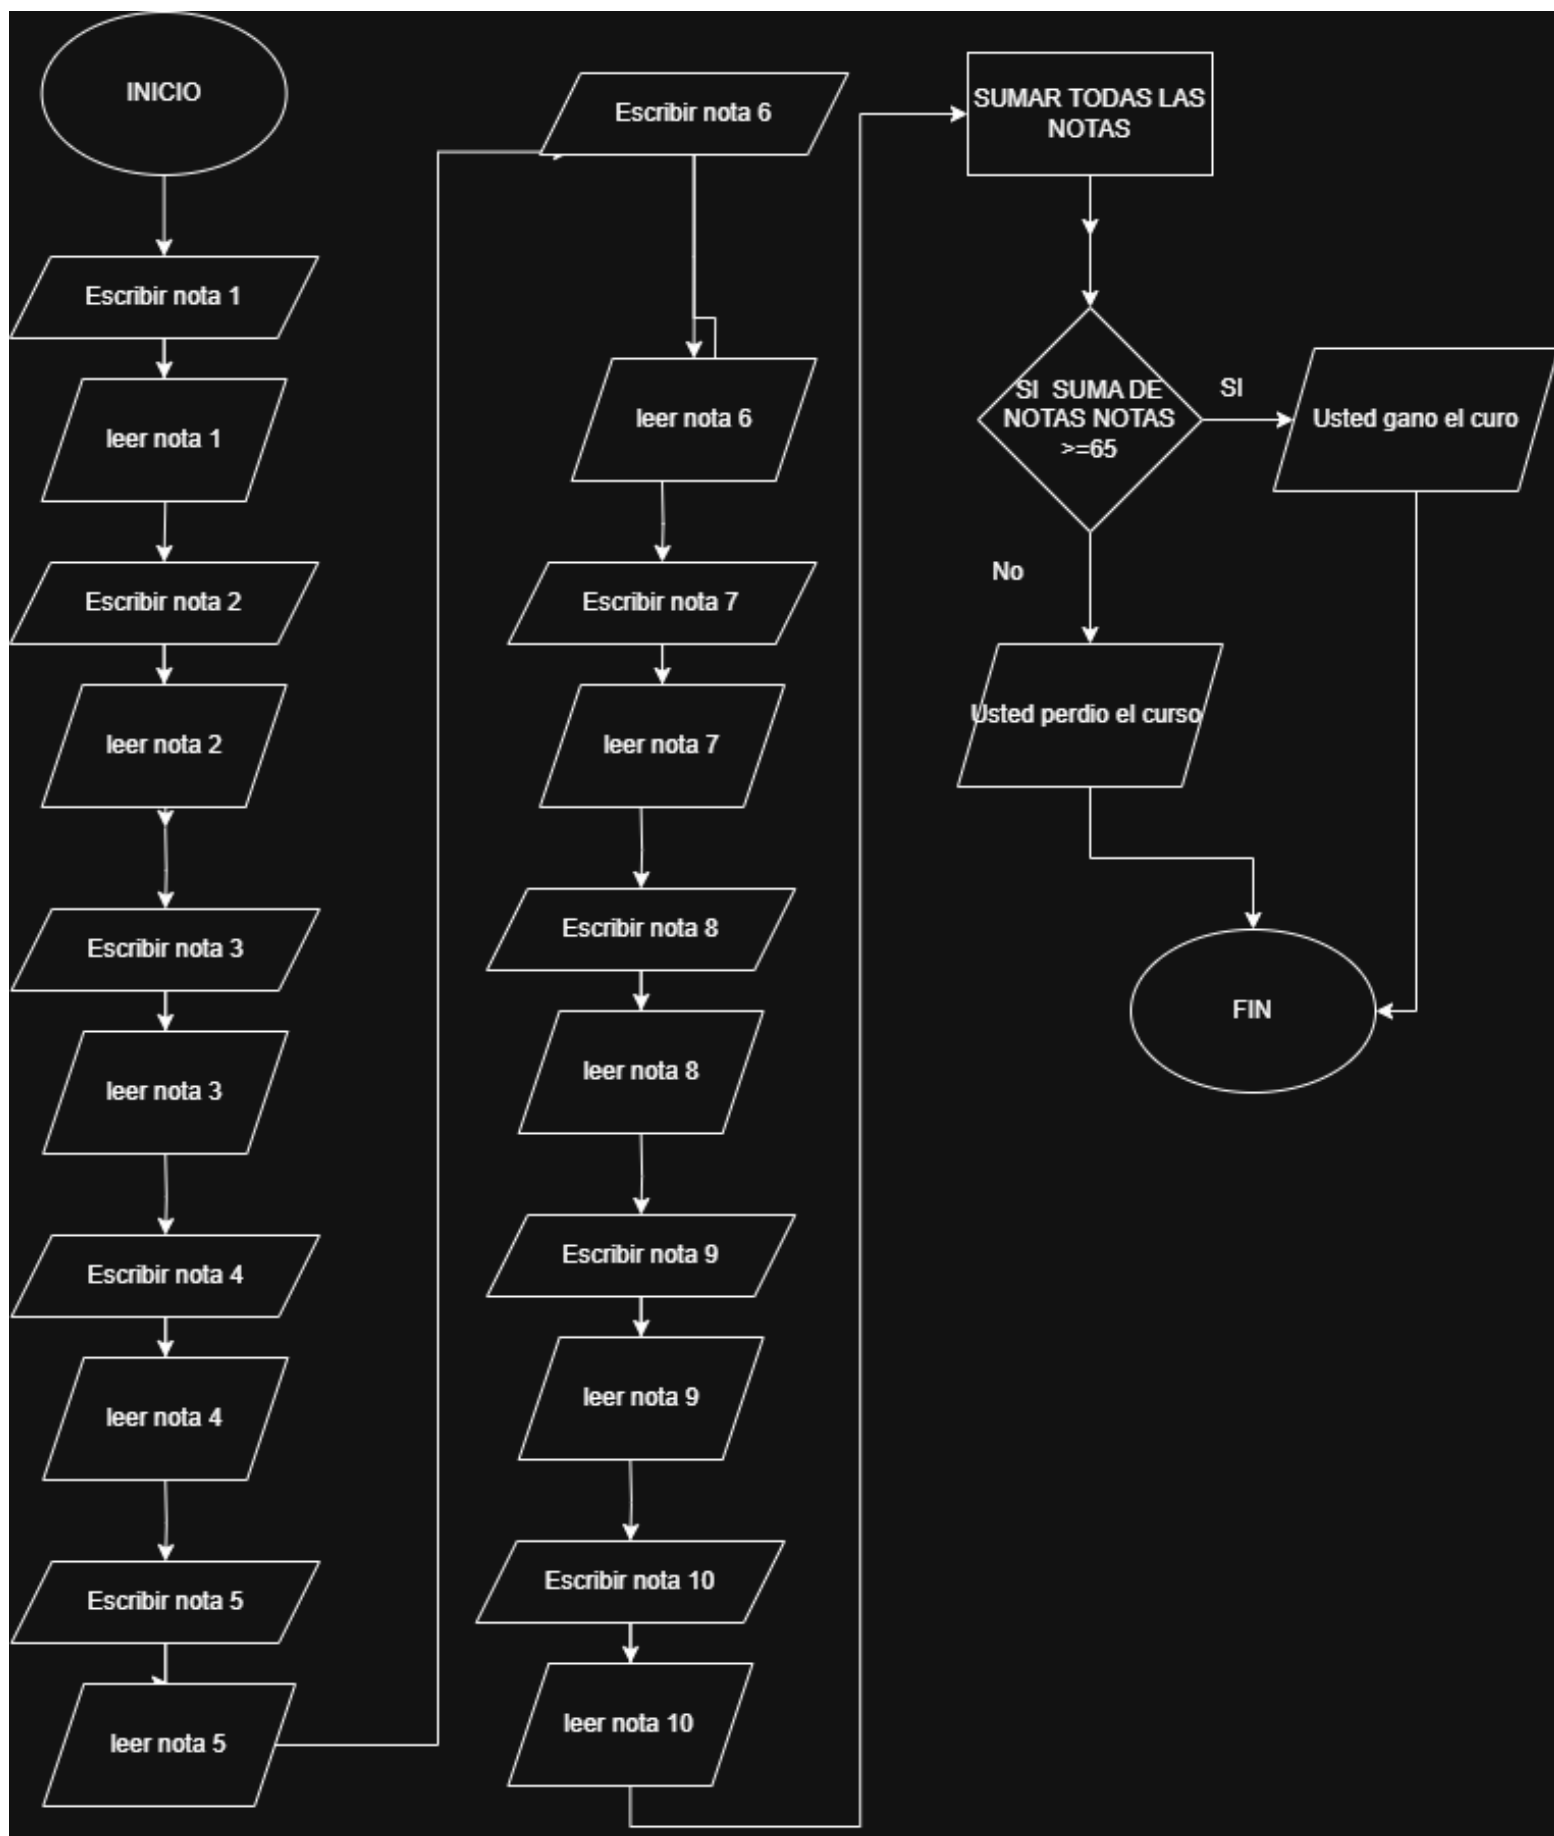 INICIO
Escribir nota 1
leer nota 1
Escribir nota 2
leer nota 2
Escribir nota 3
leer nota 3
Escribir nota 4
leer nota 4
Escribir nota 5
leer nota 5
Escribir nota 6
leer nota 6
Escribir nota 7
leer nota 7
Escribir nota 8
leer nota 8
Escribir nota 9
leer nota 9
Escribir nota 10
leer nota 10
SUMAR TODAS LAS
NOTAS
SI SUMA DE
NOTAS NOTAS
>=65
SI
Usted gano el curo
No
Usted perdio el curso
FIN